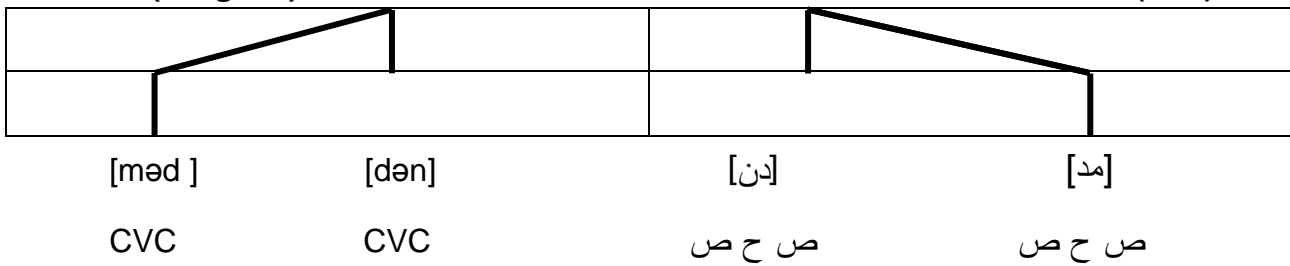 [məd ] [dən] [دن] [مد]
CVC CVC ص ح ص ص ح ص